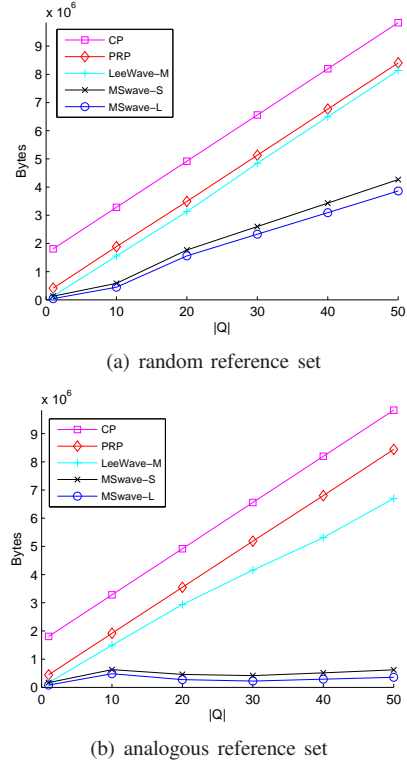 x 10^6
CP
PRP
LeeWave-M
MSwave-S
MSwave-L
9
8
7
6
5
4
3
2
1
0
Bytes
0 10 20 30 40 50
|Q|
(a) random reference set
x 10^6
CP
PRP
LeeWave-M
MSwave-S
MSwave-L
9
8
7
6
5
4
3
2
1
0
Bytes
0 10 20 30 40 50
|Q|
(b) analogous reference set